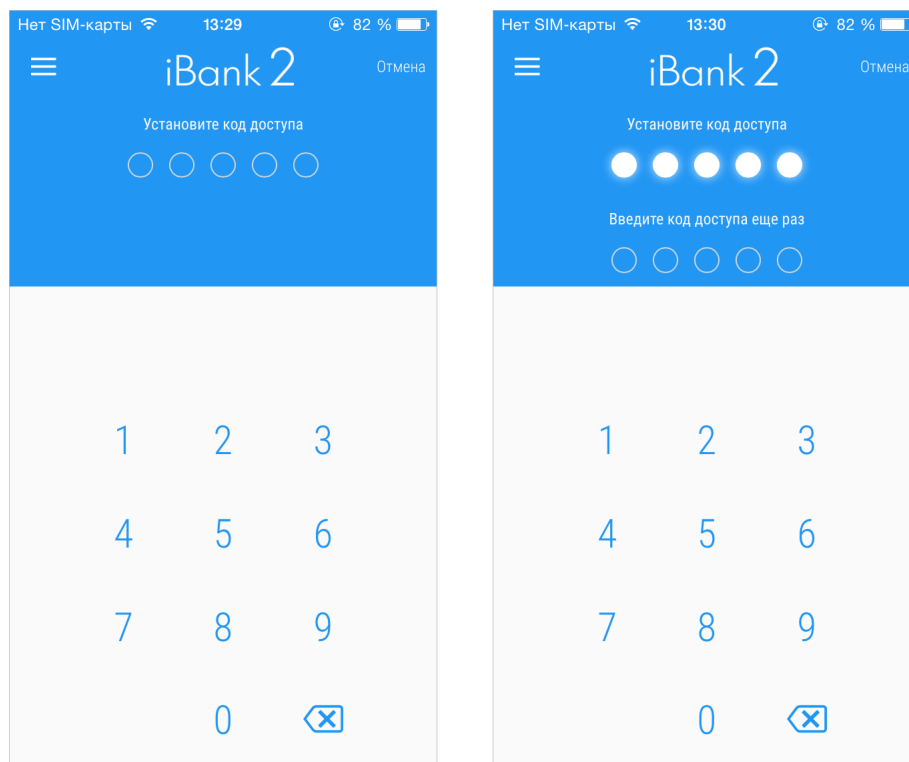 Нет SIM-карты 13:29 82 %
iBank 2
Отмена
Установите код доступа
1 2 3
4 5 6
7 8 9
0
Нет SIM-карты 13:30 82 %
iBank 2
Отмена
Установите код доступа
Введите код доступа еще раз
1 2 3
4 5 6
7 8 9
0